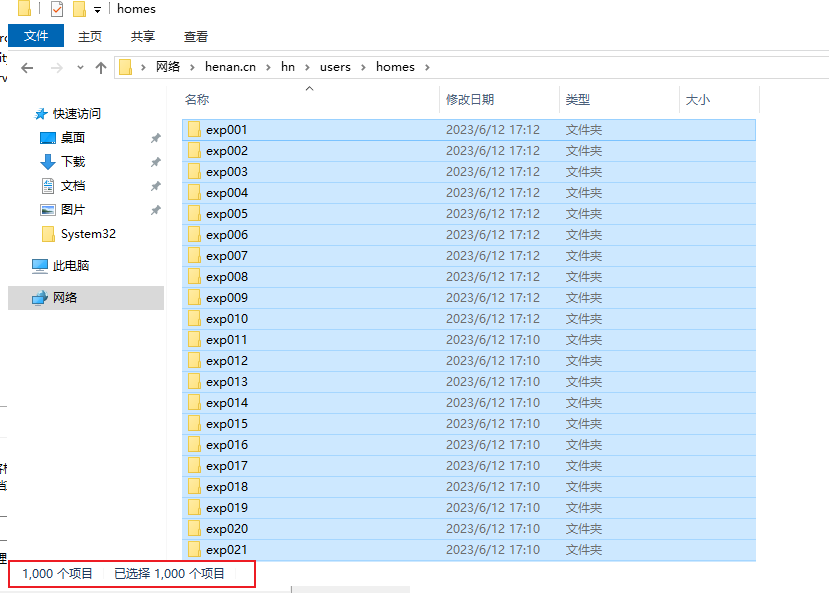 homes
文件 主页 共享 查看
网络 henan.cn hn users homes
名称 修改日期 类型 大小
快速访问
桌面
下载
文档
图片
System32
此电脑
网络
exp001 2023/6/12 17:12 文件夹
exp002 2023/6/12 17:12 文件夹
exp003 2023/6/12 17:12 文件夹
exp004 2023/6/12 17:12 文件夹
exp005 2023/6/12 17:12 文件夹
exp006 2023/6/12 17:12 文件夹
exp007 2023/6/12 17:12 文件夹
exp008 2023/6/12 17:12 文件夹
exp009 2023/6/12 17:12 文件夹
exp010 2023/6/12 17:12 文件夹
exp011 2023/6/12 17:10 文件夹
exp012 2023/6/12 17:10 文件夹
exp013 2023/6/12 17:10 文件夹
exp014 2023/6/12 17:10 文件夹
exp015 2023/6/12 17:10 文件夹
exp016 2023/6/12 17:10 文件夹
exp017 2023/6/12 17:10 文件夹
exp018 2023/6/12 17:10 文件夹
exp019 2023/6/12 17:10 文件夹
exp020 2023/6/12 17:10 文件夹
exp021 2023/6/12 17:10 文件夹
1,000 个项目 已选择 1,000 个项目